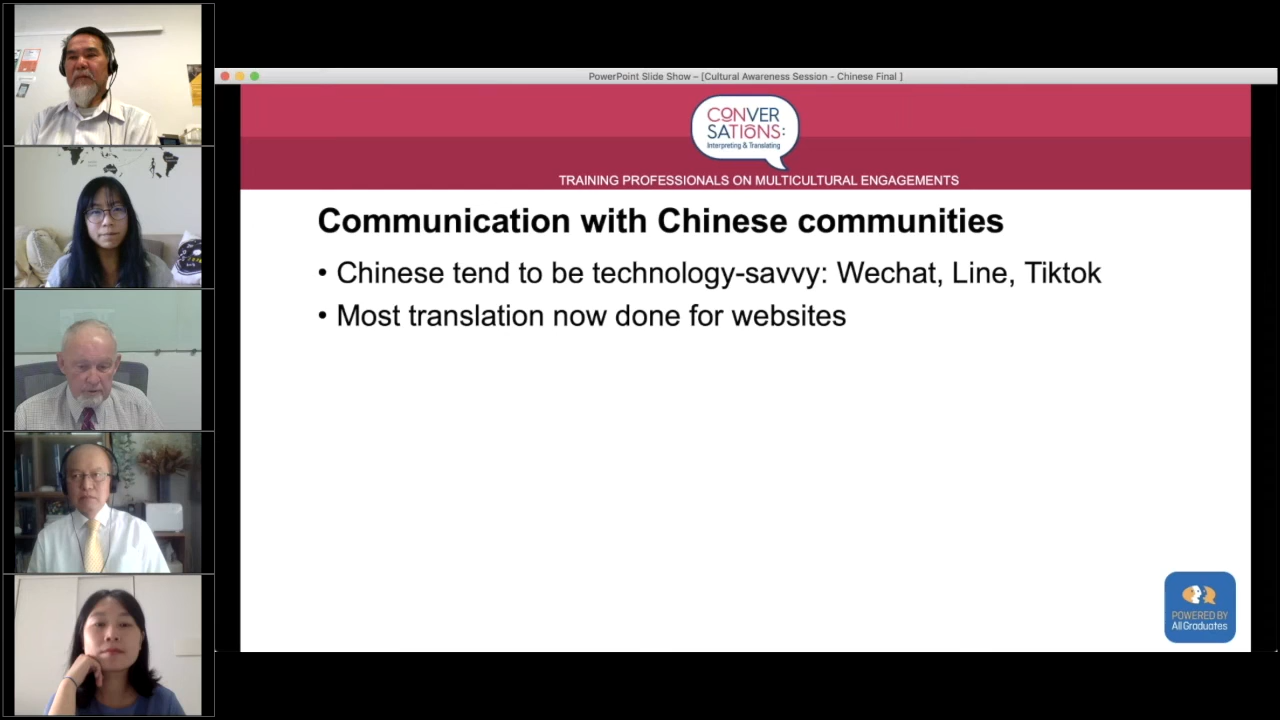 PowerPoint Slide Show – [Cultural Awareness Session - Chinese Final ]
CONVER
SATIONS:
Interpreting & Translating
TRAINING PROFESSIONALS ON MULTICULTURAL ENGAGEMENTS
Communication with Chinese communities
• Chinese tend to be technology-savvy: Wechat, Line, Tiktok
• Most translation now done for websites
POWERED BY
All Graduates